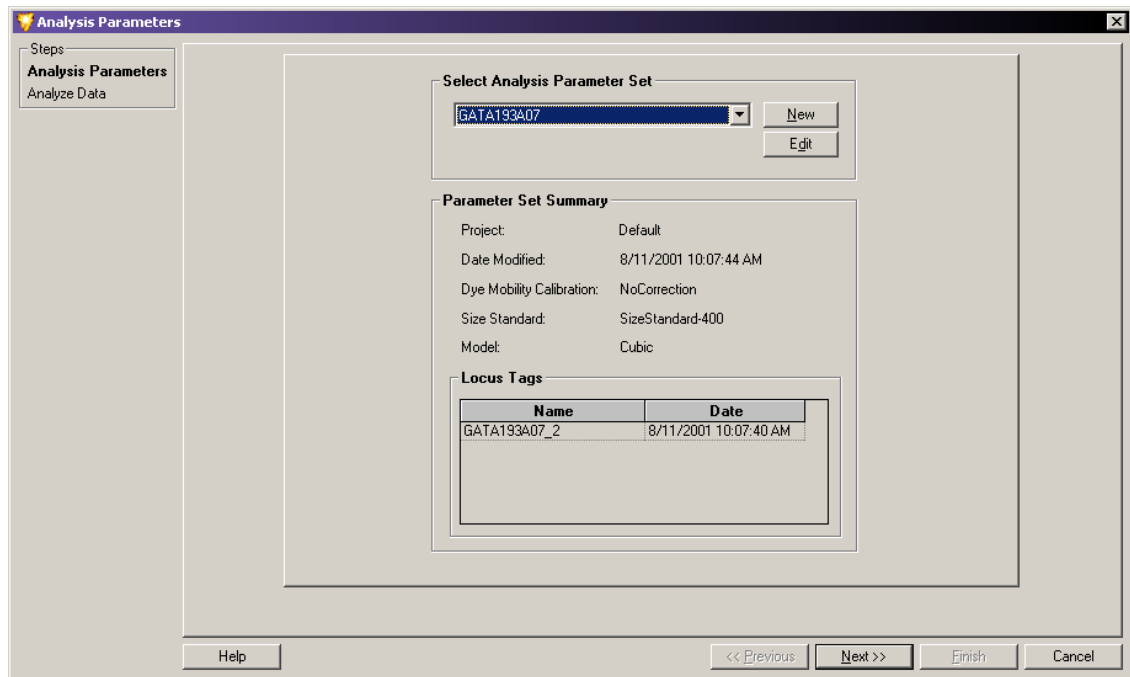 Analysis Parameters
Steps
Analysis Parameters
Analyze Data
Select Analysis Parameter Set
GATA193A07
New
Edit
Parameter Set Summary
Project: Default
Date Modified: 8/11/2001 10:07:44 AM
Dye Mobility Calibration: NoCorrection
Size Standard: SizeStandard-400
Model: Cubic
Locus Tags
Name Date
GATA193A07_2 8/11/2001 10:07:40 AM
Help << Previous Next >> Finish Cancel